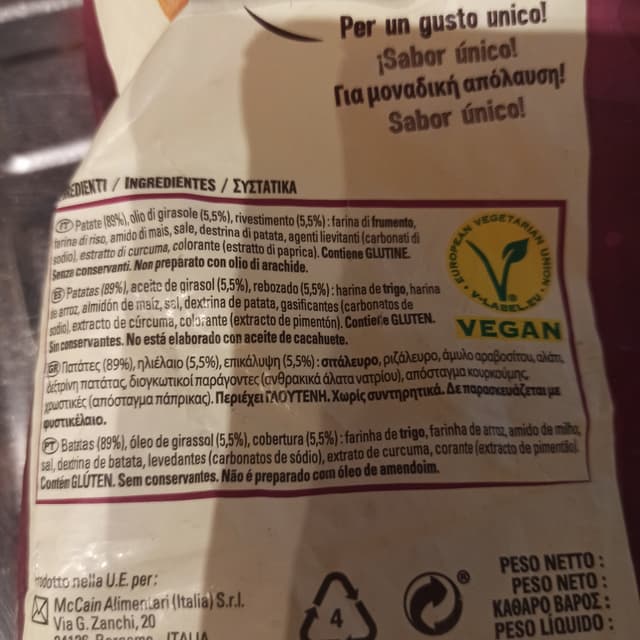 Per un gusto unico!
¡Sabor único!
Για μοναδική απόλαυση!
Sabor único!
EDIENTI / INGREDIENTES / ΣΥΣΤΑΤΙΚΑ
IT Patate (89%), olio di girasole (5,5%), rivestimento (5,5%): farina di frumento,
farina di riso, amido di mais, sale, destrina di patata, agenti lievitanti (carbonati di
sodio), estratto di curcuma, colorante (estratto di paprica). Contiene GLUTINE.
Senza conservanti. Non preparato con olio di arachide.
ES Patatas (89%), aceite de girasol (5,5%), rebozado (5,5%): harina de trigo, harina
de arroz, almidón de maíz, sal, dextrina de patata, gasificantes (carbonatos de
sodio), extracto de cúrcuma, colorante (extracto de pimentón). Contiene GLUTEN.
Sin conservantes. No está elaborado con aceite de cacahuete.
GR Πατάτες (89%), ηλιέλαιο (5,5%), επικάλυψη (5,5%): σιτάλευρο, ριζάλευρο, άμυλο αραβοσίτου, αλάτι,
δεξτρίνη πατάτας, διογκωτικοί παράγοντες (ανθρακικά άλατα νατρίου), απόσταγμα κουρκούμης,
χρωστικές (απόσταγμα πάπρικας). Περιέχει ΓΛΟΥΤΕΝΗ. Χωρίς συντηρητικά. Δε παρασκευάζεται με
φυστικέλαιο.
PT Batatas (89%), óleo de girassol (5,5%), cobertura (5,5%): farinha de trigo, farinha de arroz, amido de milho,
sal, dextrina de batata, levedantes (carbonatos de sódio), extrato de curcuma, corante (extracto de pimentão).
Contém GLÚTEN. Sem conservantes. Não é preparado com óleo de amendoim.
EUROPEAN VEGETARIAN UNION
V-LABEL.EU
VEGAN
odotto nella U.E. per:
McCain Alimentari (Italia) S.r.l.
Via G. Zanchi, 20
24126 Bergamo ITALIA
4
®
PESO NETTO :
PESO NETO :
ΚΑΘΑΡΟ ΒΑΡΟΣ :
PESO LÍQUIDO :